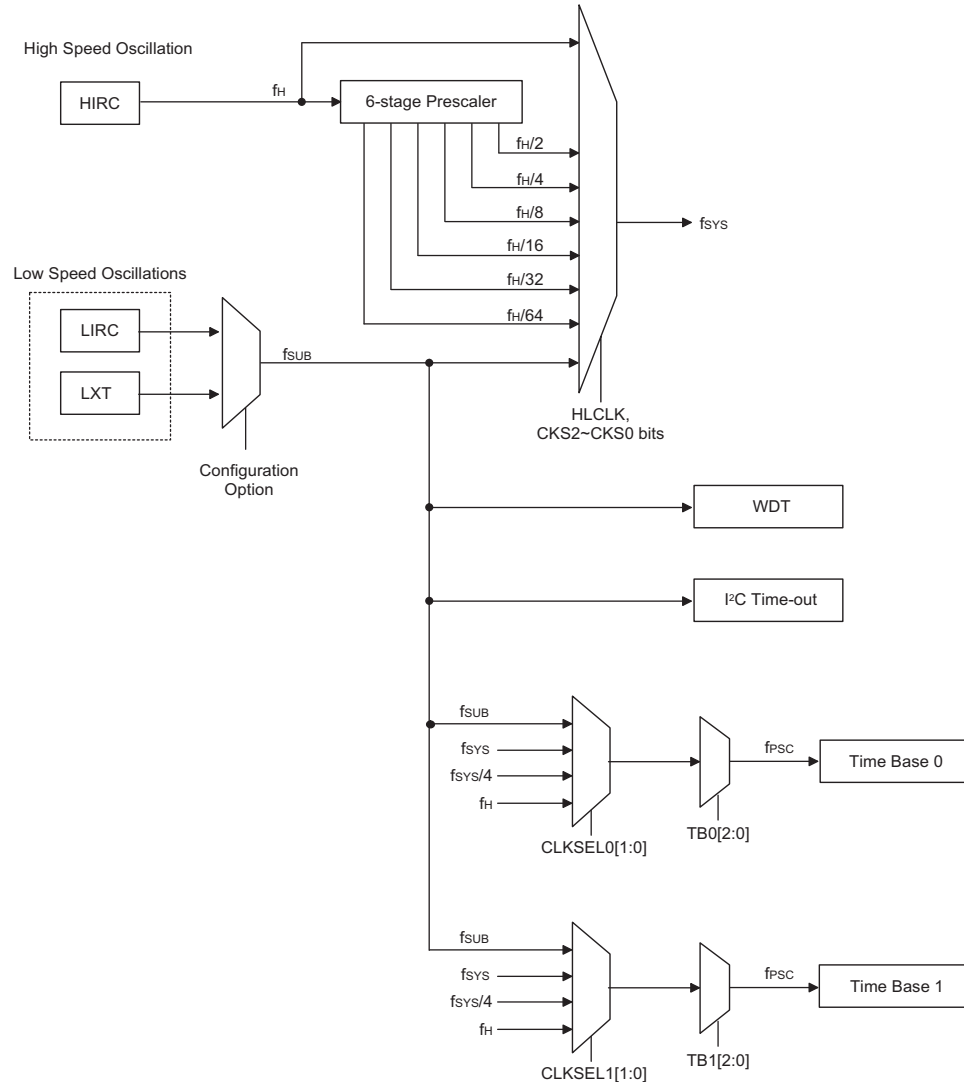 High Speed Oscillation
HIRC
fH
6-stage Prescaler
fH/2
fH/4
fH/8
fH/16
fH/32
fH/64
fSYS
Low Speed Oscillations
LIRC
LXT
fSUB
HLCLK,
CKS2~CKS0 bits
Configuration
Option
WDT
I²C Time-out
fSUB
fSYS
fSYS/4
fH
CLKSEL0[1:0]
TB0[2:0]
fPSC
Time Base 0
fSUB
fSYS
fSYS/4
fH
CLKSEL1[1:0]
TB1[2:0]
fPSC
Time Base 1